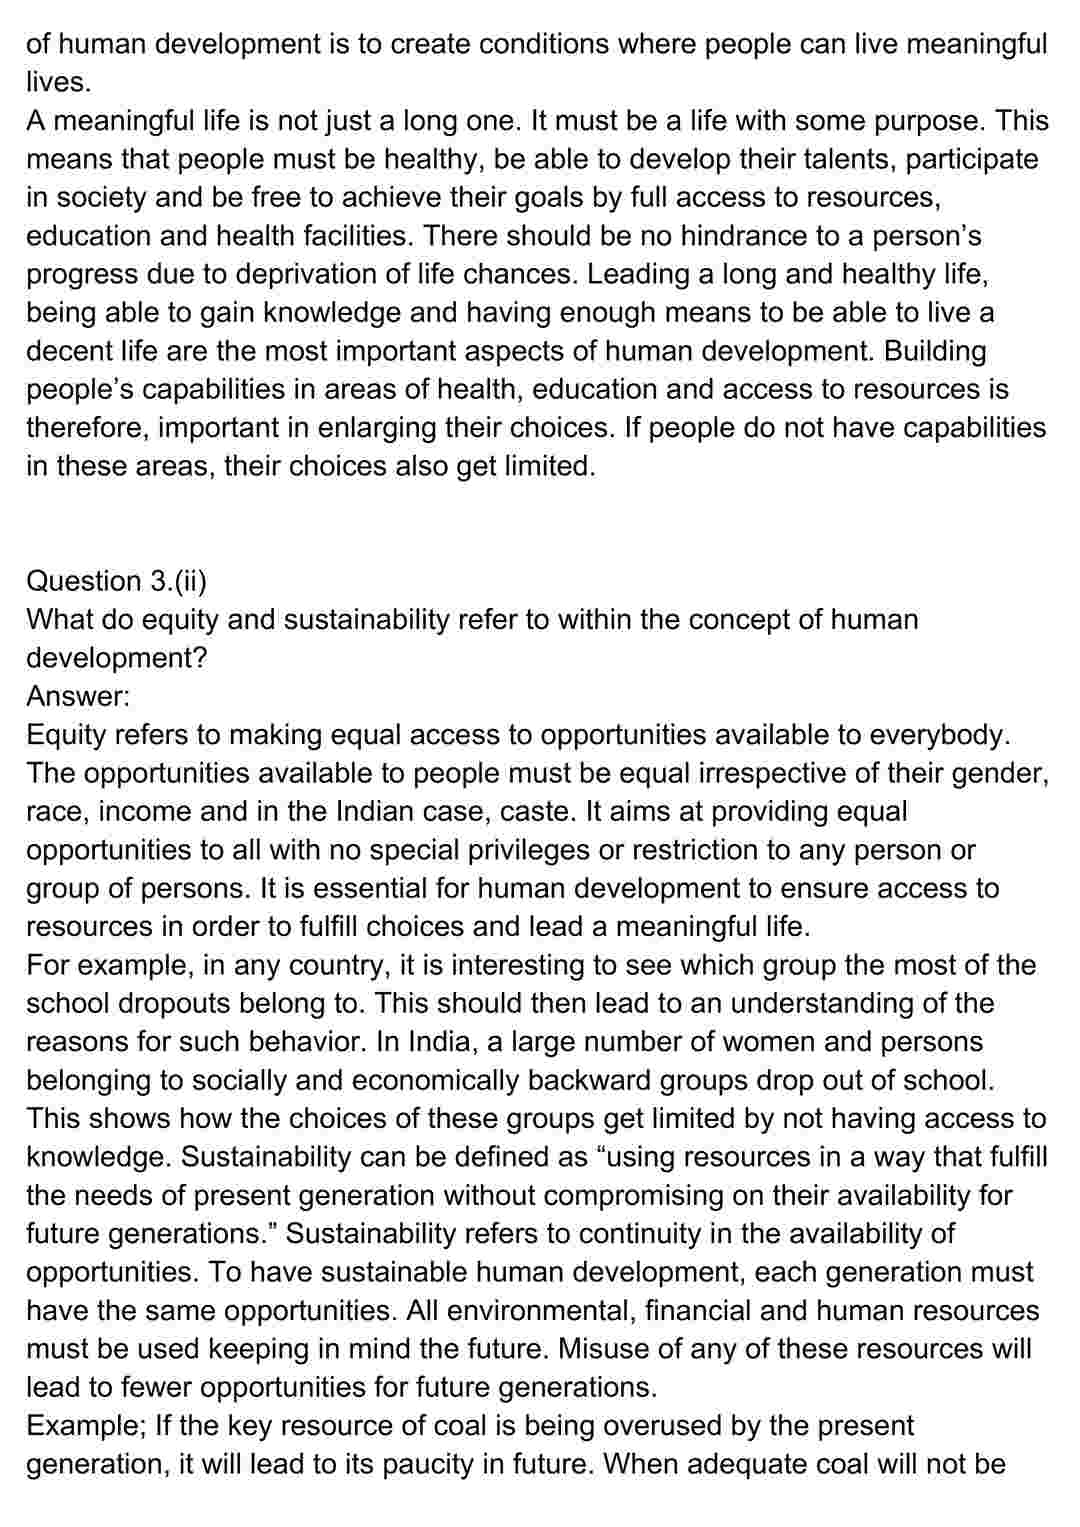 of human development is to create conditions where people can live meaningful
lives.
A meaningful life is not just a long one. It must be a life with some purpose. This
means that people must be healthy, be able to develop their talents, participate
in society and be free to achieve their goals by full access to resources,
education and health facilities. There should be no hindrance to a person’s
progress due to deprivation of life chances. Leading a long and healthy life,
being able to gain knowledge and having enough means to be able to live a
decent life are the most important aspects of human development. Building
people’s capabilities in areas of health, education and access to resources is
therefore, important in enlarging their choices. If people do not have capabilities
in these areas, their choices also get limited.
Question 3.(ii)
What do equity and sustainability refer to within the concept of human
development?
Answer:
Equity refers to making equal access to opportunities available to everybody.
The opportunities available to people must be equal irrespective of their gender,
race, income and in the Indian case, caste. It aims at providing equal
opportunities to all with no special privileges or restriction to any person or
group of persons. It is essential for human development to ensure access to
resources in order to fulfill choices and lead a meaningful life.
For example, in any country, it is interesting to see which group the most of the
school dropouts belong to. This should then lead to an understanding of the
reasons for such behavior. In India, a large number of women and persons
belonging to socially and economically backward groups drop out of school.
This shows how the choices of these groups get limited by not having access to
knowledge. Sustainability can be defined as “using resources in a way that fulfill
the needs of present generation without compromising on their availability for
future generations.” Sustainability refers to continuity in the availability of
opportunities. To have sustainable human development, each generation must
have the same opportunities. All environmental, financial and human resources
must be used keeping in mind the future. Misuse of any of these resources will
lead to fewer opportunities for future generations.
Example; If the key resource of coal is being overused by the present
generation, it will lead to its paucity in future. When adequate coal will not be